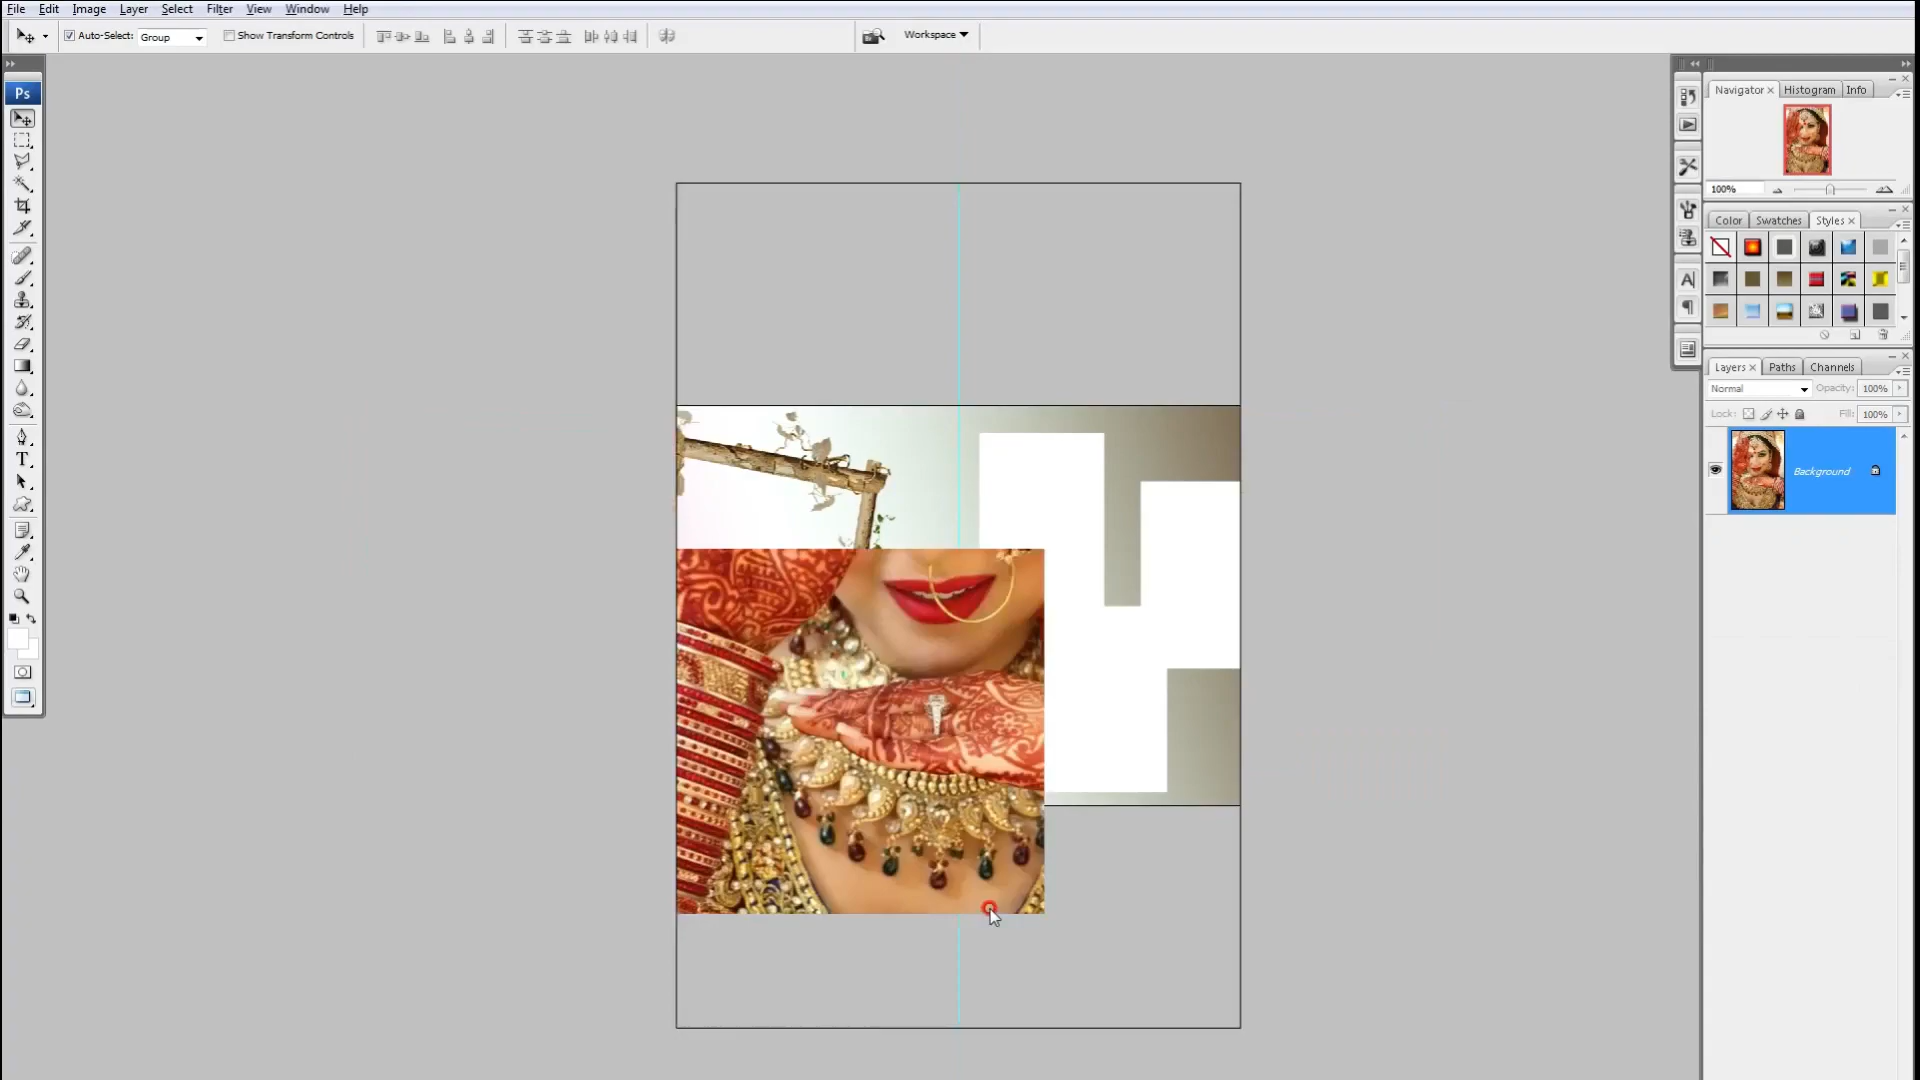 File Edit Image Layer Select Filter View Window Help
Auto-Select: Group Show Transform Controls Workspace
Ps
Navigator Histogram Info
100%
Color Swatches Styles
Layers Paths Channels
Normal Opacity: 100%
Lock: Fill: 100%
Background